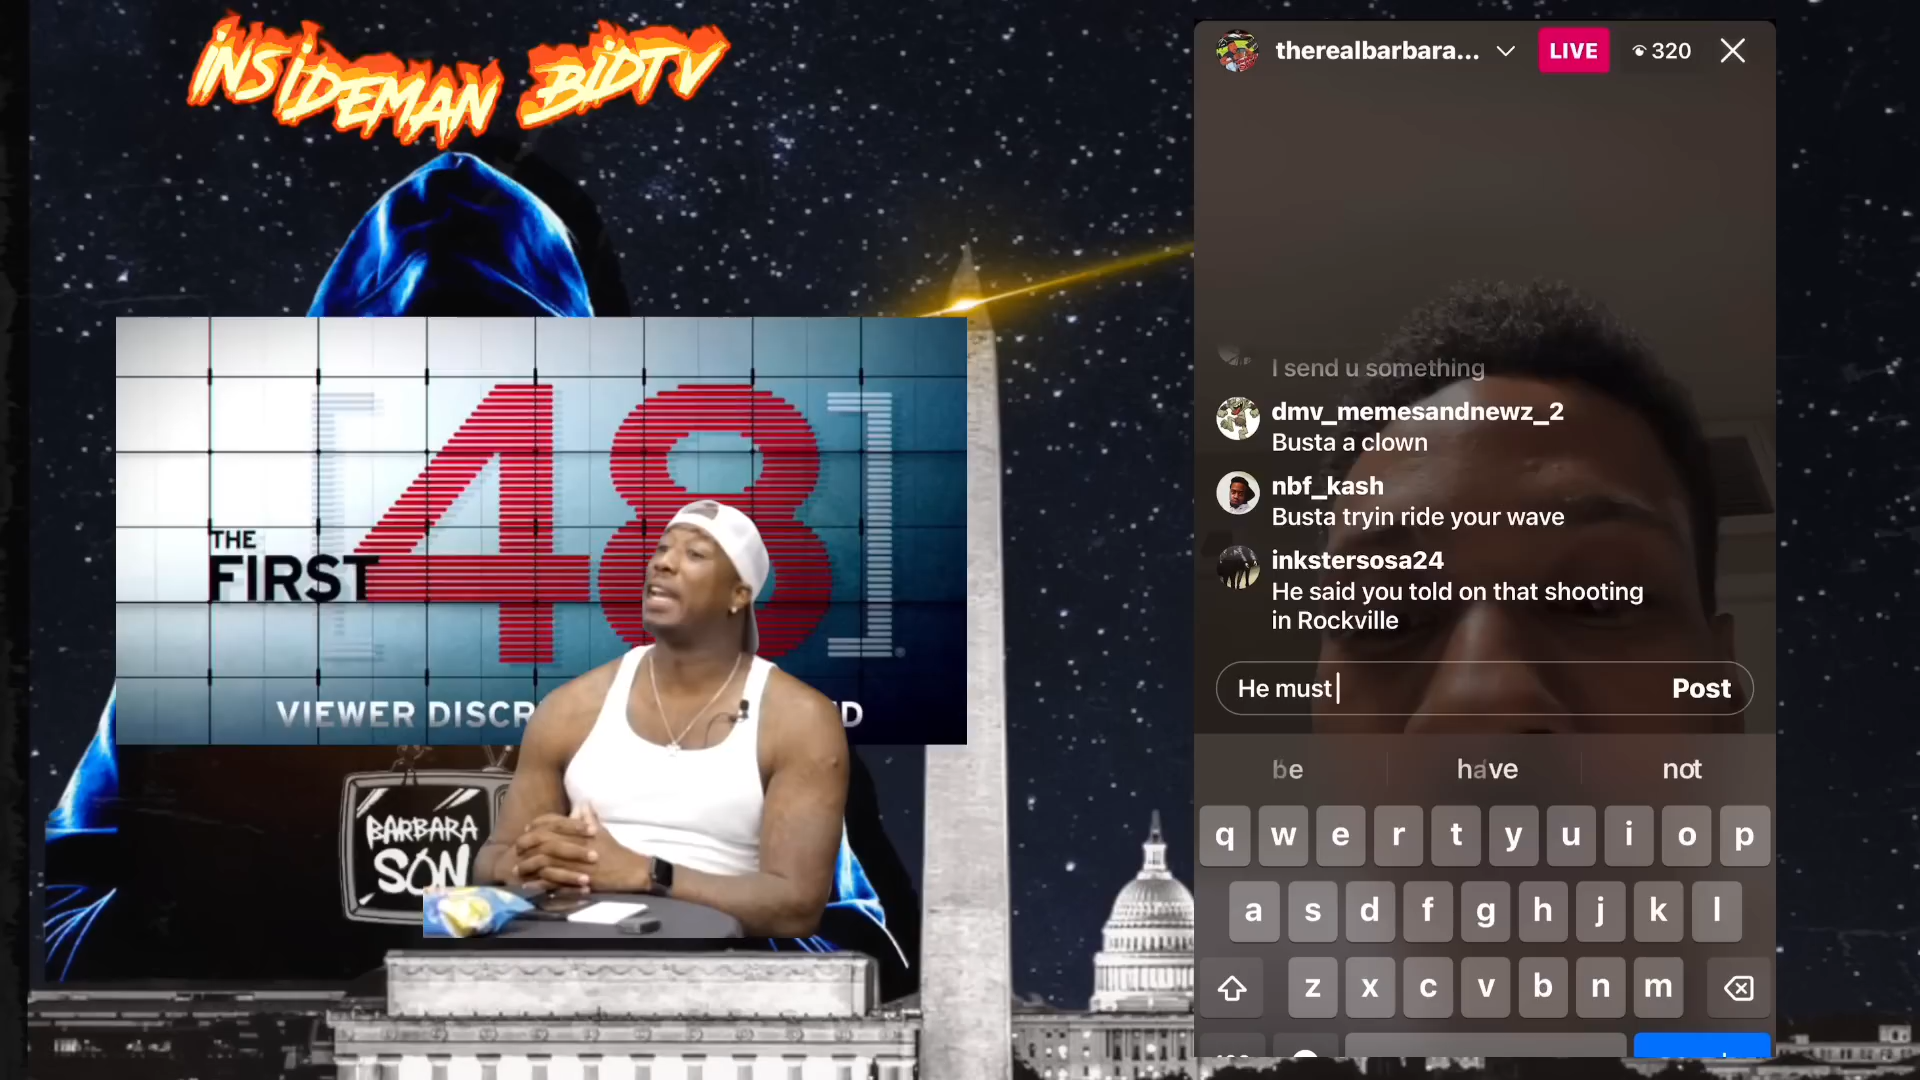 INSIDEMAN BIDTV
THE
FIRST
48
VIEWER DISCR
D
BARBARA
SON
therealbarbara...
LIVE
320
I send u something
dmv_memesandnewz_2
Busta a clown
nbf_kash
Busta tryin ride your wave
inkstersosa24
He said you told on that shooting
in Rockville
He must
Post
be have not
q w e r t y u i o p
a s d f g h j k l
z x c v b n m